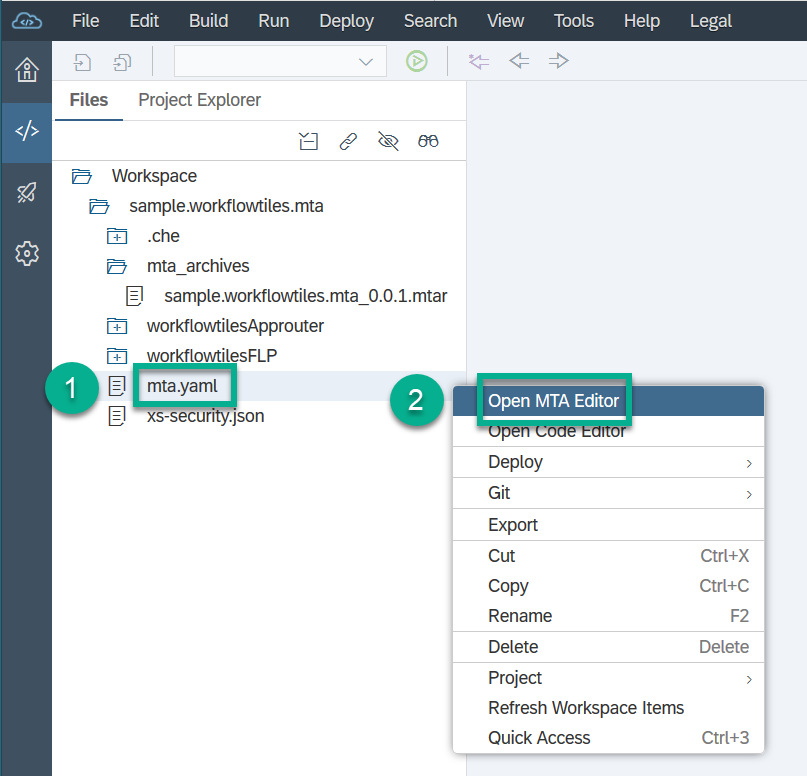 File Edit Build Run Deploy Search View Tools Help Legal
Files Project Explorer
Workspace
sample.workflowtiles.mta
.che
mta_archives
sample.workflowtiles.mta_0.0.1.mtar
workflowtilesApprouter
workflowtilesFLP
1 mta.yaml
xs-security.json
2 Open MTA Editor
Open Code Editor
Deploy
Git
Export
Cut Ctrl+X
Copy Ctrl+C
Rename F2
Delete Delete
Project
Refresh Workspace Items
Quick Access Ctrl+3